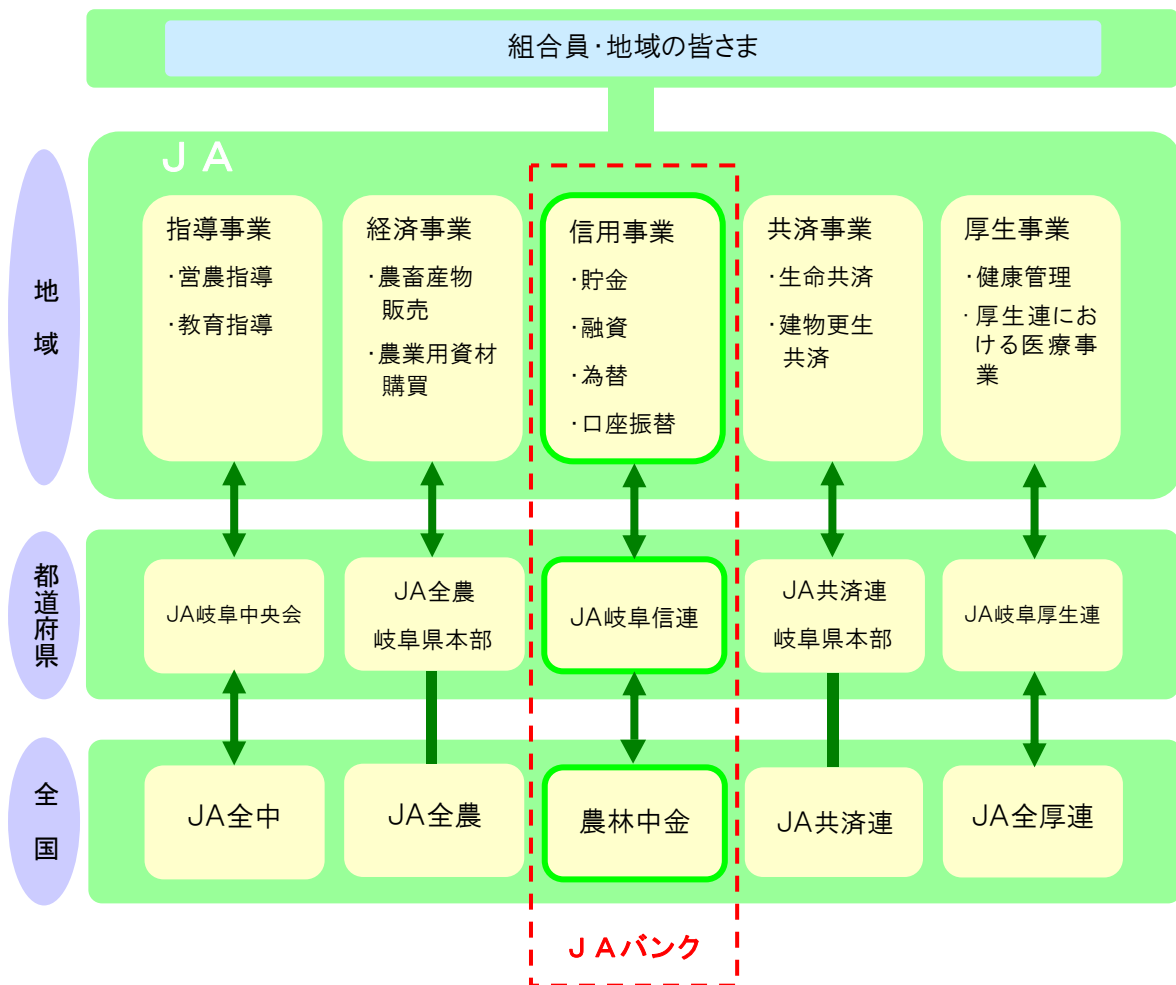 組合員・地域の皆さま
JA
地域
指導事業
・営農指導
・教育指導
経済事業
・農畜産物
販売
・農業用資材
購買
信用事業
・貯金
・融資
・為替
・口座振替
共済事業
・生命共済
・建物更生
共済
厚生事業
・健康管理
・厚生連にお
ける医療事
業
都道府県
JA岐阜中央会
JA全農
岐阜県本部
JA岐阜信連
JA共済連
岐阜県本部
JA岐阜厚生連
全国
JA全中
JA全農
農林中金
JA共済連
JA全厚連
JAバンク